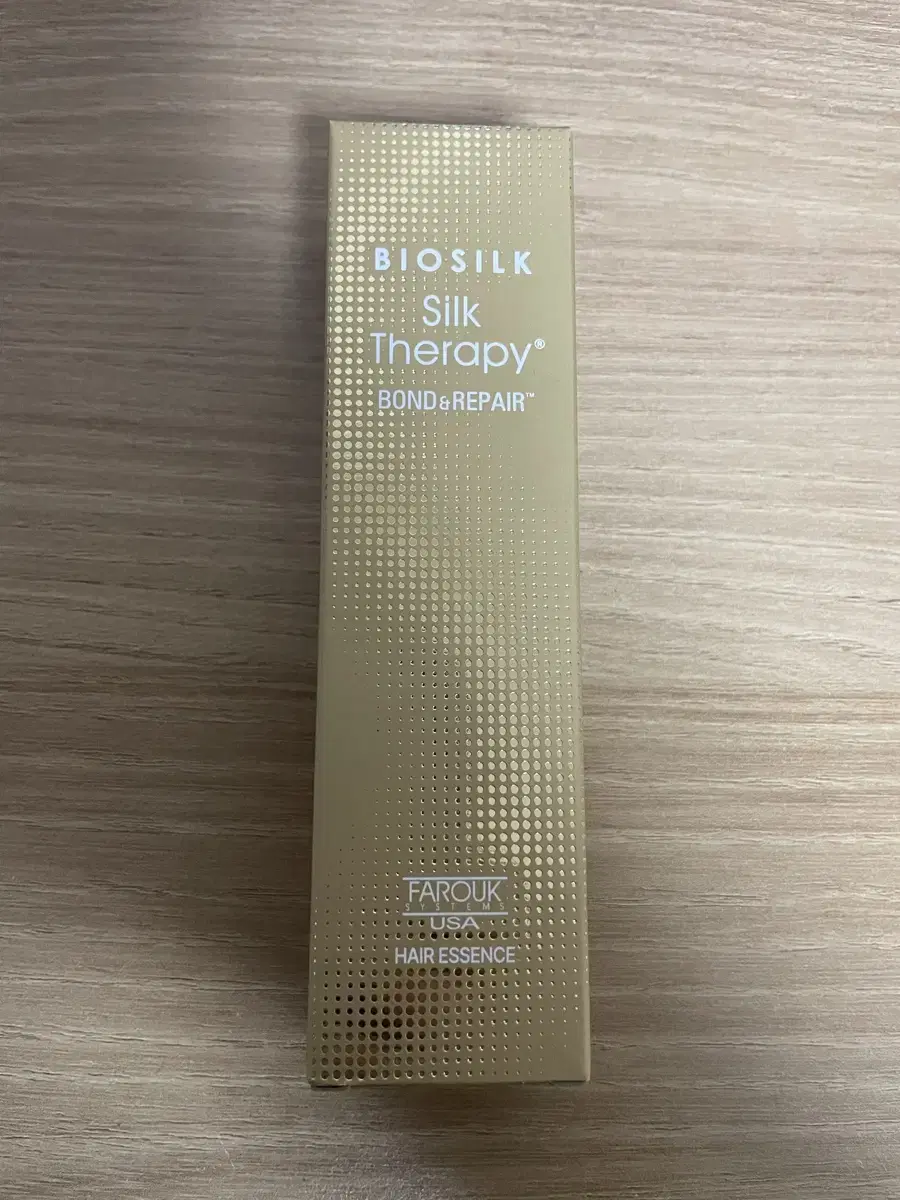 BIOSILK
Silk
Therapy®
BOND&REPAIR™
FAROUK
SYSTEMS
USA
HAIR ESSENCE